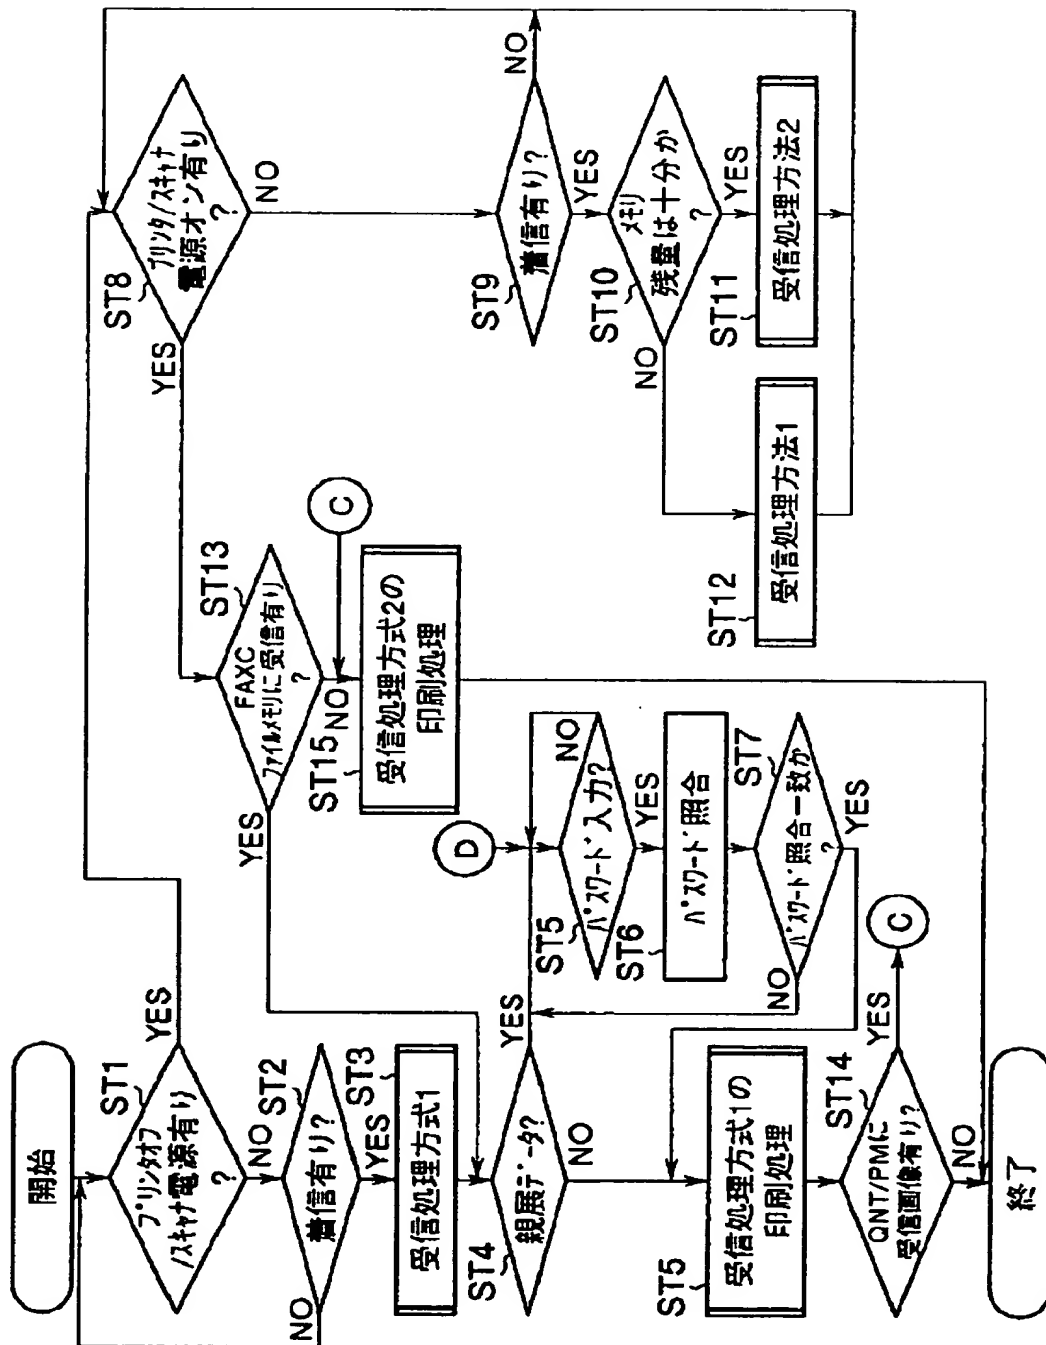 開始
ST1
プリンタオフ
/スキャナ電源有り
?
YES
NO
ST2
着信有り?
NO
YES
ST3
受信処理方式1
ST4
親展データ?
YES
NO
D
ST5
パスワード入力?
NO
YES
ST6
パスワード照合
ST7
パスワード照合一致か
?
NO
YES
ST5
受信処理方式1の
印刷処理
ST14
QNT/PMに
受信画像有り?
YES
C
NO
終了
ST8
プリンタ/スキャナ
電源オン有り
?
YES
NO
ST13
FAXC
ファイルメモリに受信有り
?
YES
NO
C
ST15
受信処理方式2の
印刷処理
ST9
着信有り?
NO
YES
ST10
メモリ
残量は十分か
?
NO
YES
ST11
受信処理方法2
ST12
受信処理方法1